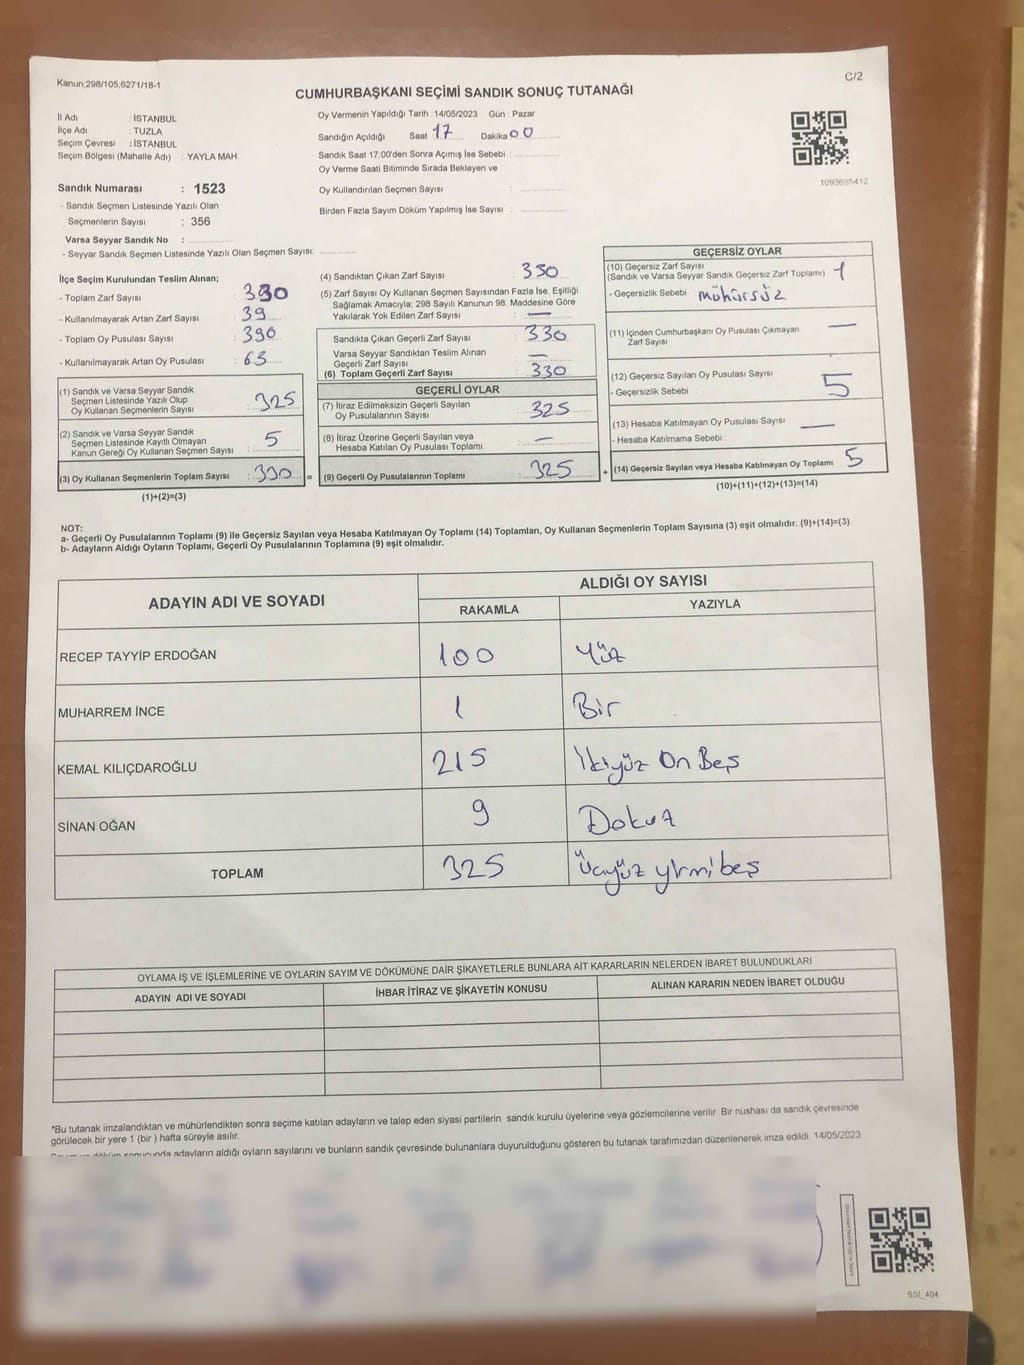 Kanun;298/105,6271/18-1
C/2
CUMHURBAŞKANI SEÇİMİ SANDIK SONUÇ TUTANAĞI
İl Adı : İSTANBUL
İlçe Adı : TUZLA
Seçim Çevresi : İSTANBUL
Seçim Bölgesi (Mahalle Adı) : YAYLA MAH.
Sandık Numarası : 1523
- Sandık Seçmen Listesinde Yazılı Olan
Seçmenlerin Sayısı : 356
Varsa Seyyar Sandık No :
- Seyyar Sandık Seçmen Listesinde Yazılı Olan Seçmen Sayısı:
Oy Vermenin Yapıldığı Tarih :14/05/2023 Gün : Pazar
Sandığın Açıldığı Saat 17 Dakika 00
Sandık Saat 17:00'den Sonra Açımış İse Sebebi :
Oy Verme Saati Bitiminde Sırada Bekleyen ve
Oy Kullandırılan Seçmen Sayısı :
Birden Fazla Sayım Döküm Yapılmış İse Sayısı :
1093605412
İlçe Seçim Kurulundan Teslim Alınan;
- Toplam Zarf Sayısı : 390
- Kullanılmayarak Artan Zarf Sayısı : 39
- Toplam Oy Pusulası Sayısı : 390
- Kullanılmayarak Artan Oy Pusulası : 63
(1) Sandık ve Varsa Seyyar Sandık
Seçmen Listesinde Yazılı Olup
Oy Kullanan Seçmenlerin Sayısı : 325
(2) Sandık ve Varsa Seyyar Sandık
Seçmen Listesinde Kayıtlı Olmayan
Kanun Gereği Oy Kullanan Seçmen Sayısı : 5
(3) Oy Kullanan Seçmenlerin Toplam Sayısı : 330 =
(1)+(2)=(3)
(4) Sandıktan Çıkan Zarf Sayısı : 330
(5) Zarf Sayısı Oy Kullanan Seçmen Sayısından Fazla İse, Eşitliği
Sağlamak Amacıyla; 298 Sayılı Kanunun 98. Maddesine Göre
Yakılarak Yok Edilen Zarf Sayısı : —
Sandıkta Çıkan Geçerli Zarf Sayısı : 330
Varsa Seyyar Sandıktan Teslim Alınan
Geçerli Zarf Sayısı : —
(6) Toplam Geçerli Zarf Sayısı : 330
GEÇERLİ OYLAR
(7) İtiraz Edilmeksizin Geçerli Sayılan
Oy Pusulalarının Sayısı : 325
(8) İtiraz Üzerine Geçerli Sayılan veya
Hesaba Katılan Oy Pusulası Toplamı : —
(9) Geçerli Oy Pusulalarının Toplamı : 325 +
GEÇERSİZ OYLAR
(10) Geçersiz Zarf Sayısı
(Sandık ve Varsa Seyyar Sandık Geçersiz Zarf Toplamı) : 1
- Geçersizlik Sebebi : mühürsüz
(11) İçinden Cumhurbaşkanı Oy Pusulası Çıkmayan
Zarf Sayısı : —
(12) Geçersiz Sayılan Oy Pusulası Sayısı : 5
- Geçersizlik Sebebi :
(13) Hesaba Katılmayan Oy Pusulası Sayısı : —
- Hesaba Katılmama Sebebi :
(14) Geçersiz Sayılan veya Hesaba Katılmayan Oy Toplamı : 5
(10)+(11)+(12)+(13)=(14)
NOT:
a- Geçerli Oy Pusulalarının Toplamı (9) ile Geçersiz Sayılan veya Hesaba Katılmayan Oy Toplamı (14) Toplamları, Oy Kullanan Seçmenlerin Toplam Sayısına (3) eşit olmalıdır. (9)+(14)=(3)
b- Adayların Aldığı Oyların Toplamı, Geçerli Oy Pusulalarının Toplamına (9) eşit olmalıdır.
ADAYIN ADI VE SOYADI
ALDIĞI OY SAYISI
RAKAMLA YAZIYLA
RECEP TAYYİP ERDOĞAN 100 Yüz
MUHARREM İNCE 1 Bir
KEMAL KILIÇDAROĞLU 215 İkiyüz On Beş
SİNAN OĞAN 9 Dokuz
TOPLAM 325 Üçyüz yirmi beş
OYLAMA İŞ VE İŞLEMLERİNE VE OYLARIN SAYIM VE DÖKÜMÜNE DAİR ŞİKAYETLERLE BUNLARA AİT KARARLARIN NELERDEN İBARET BULUNDUKLARI
ADAYIN ADI VE SOYADI İHBAR İTİRAZ VE ŞİKAYETİN KONUSU ALINAN KARARIN NEDEN İBARET OLDUĞU
*Bu tutanak imzalandıktan ve mühürlendikten sonra seçime katılan adayların ve talep eden siyasi partilerin sandık kurulu üyelerine veya gözlemcilerine verilir. Bir nüshası da sandık çevresinde
görülecek bir yere 1 (bir ) hafta süreyle asılır.
döküm sonucunda adayların aldığı oyların sayılarını ve bunların sandık çevresinde bulunanlara duyurulduğunu gösteren bu tutanak tarafımızdan düzenlenerek imza edildi. 14/05/2023
SSI_404